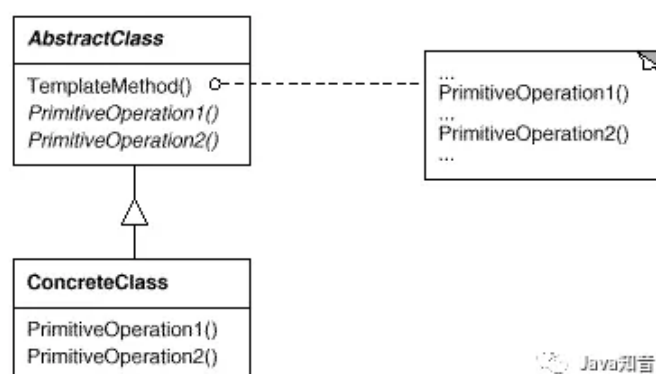 AbstractClass
TemplateMethod()
PrimitiveOperation1()
PrimitiveOperation2()
...
PrimitiveOperation1()
...
PrimitiveOperation2()
...
ConcreteClass
PrimitiveOperation1()
PrimitiveOperation2()
Java知音